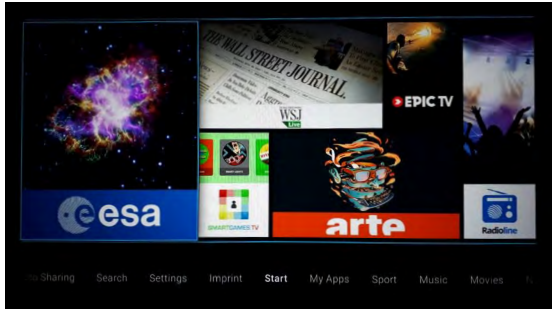 THE WALL STREET JOURNAL.
WSJ
Live
EPIC TV
esa
SMARTGAMES TV
arte
Radioline
Sharing
Search
Settings
Imprint
Start
My Apps
Sport
Music
Movies